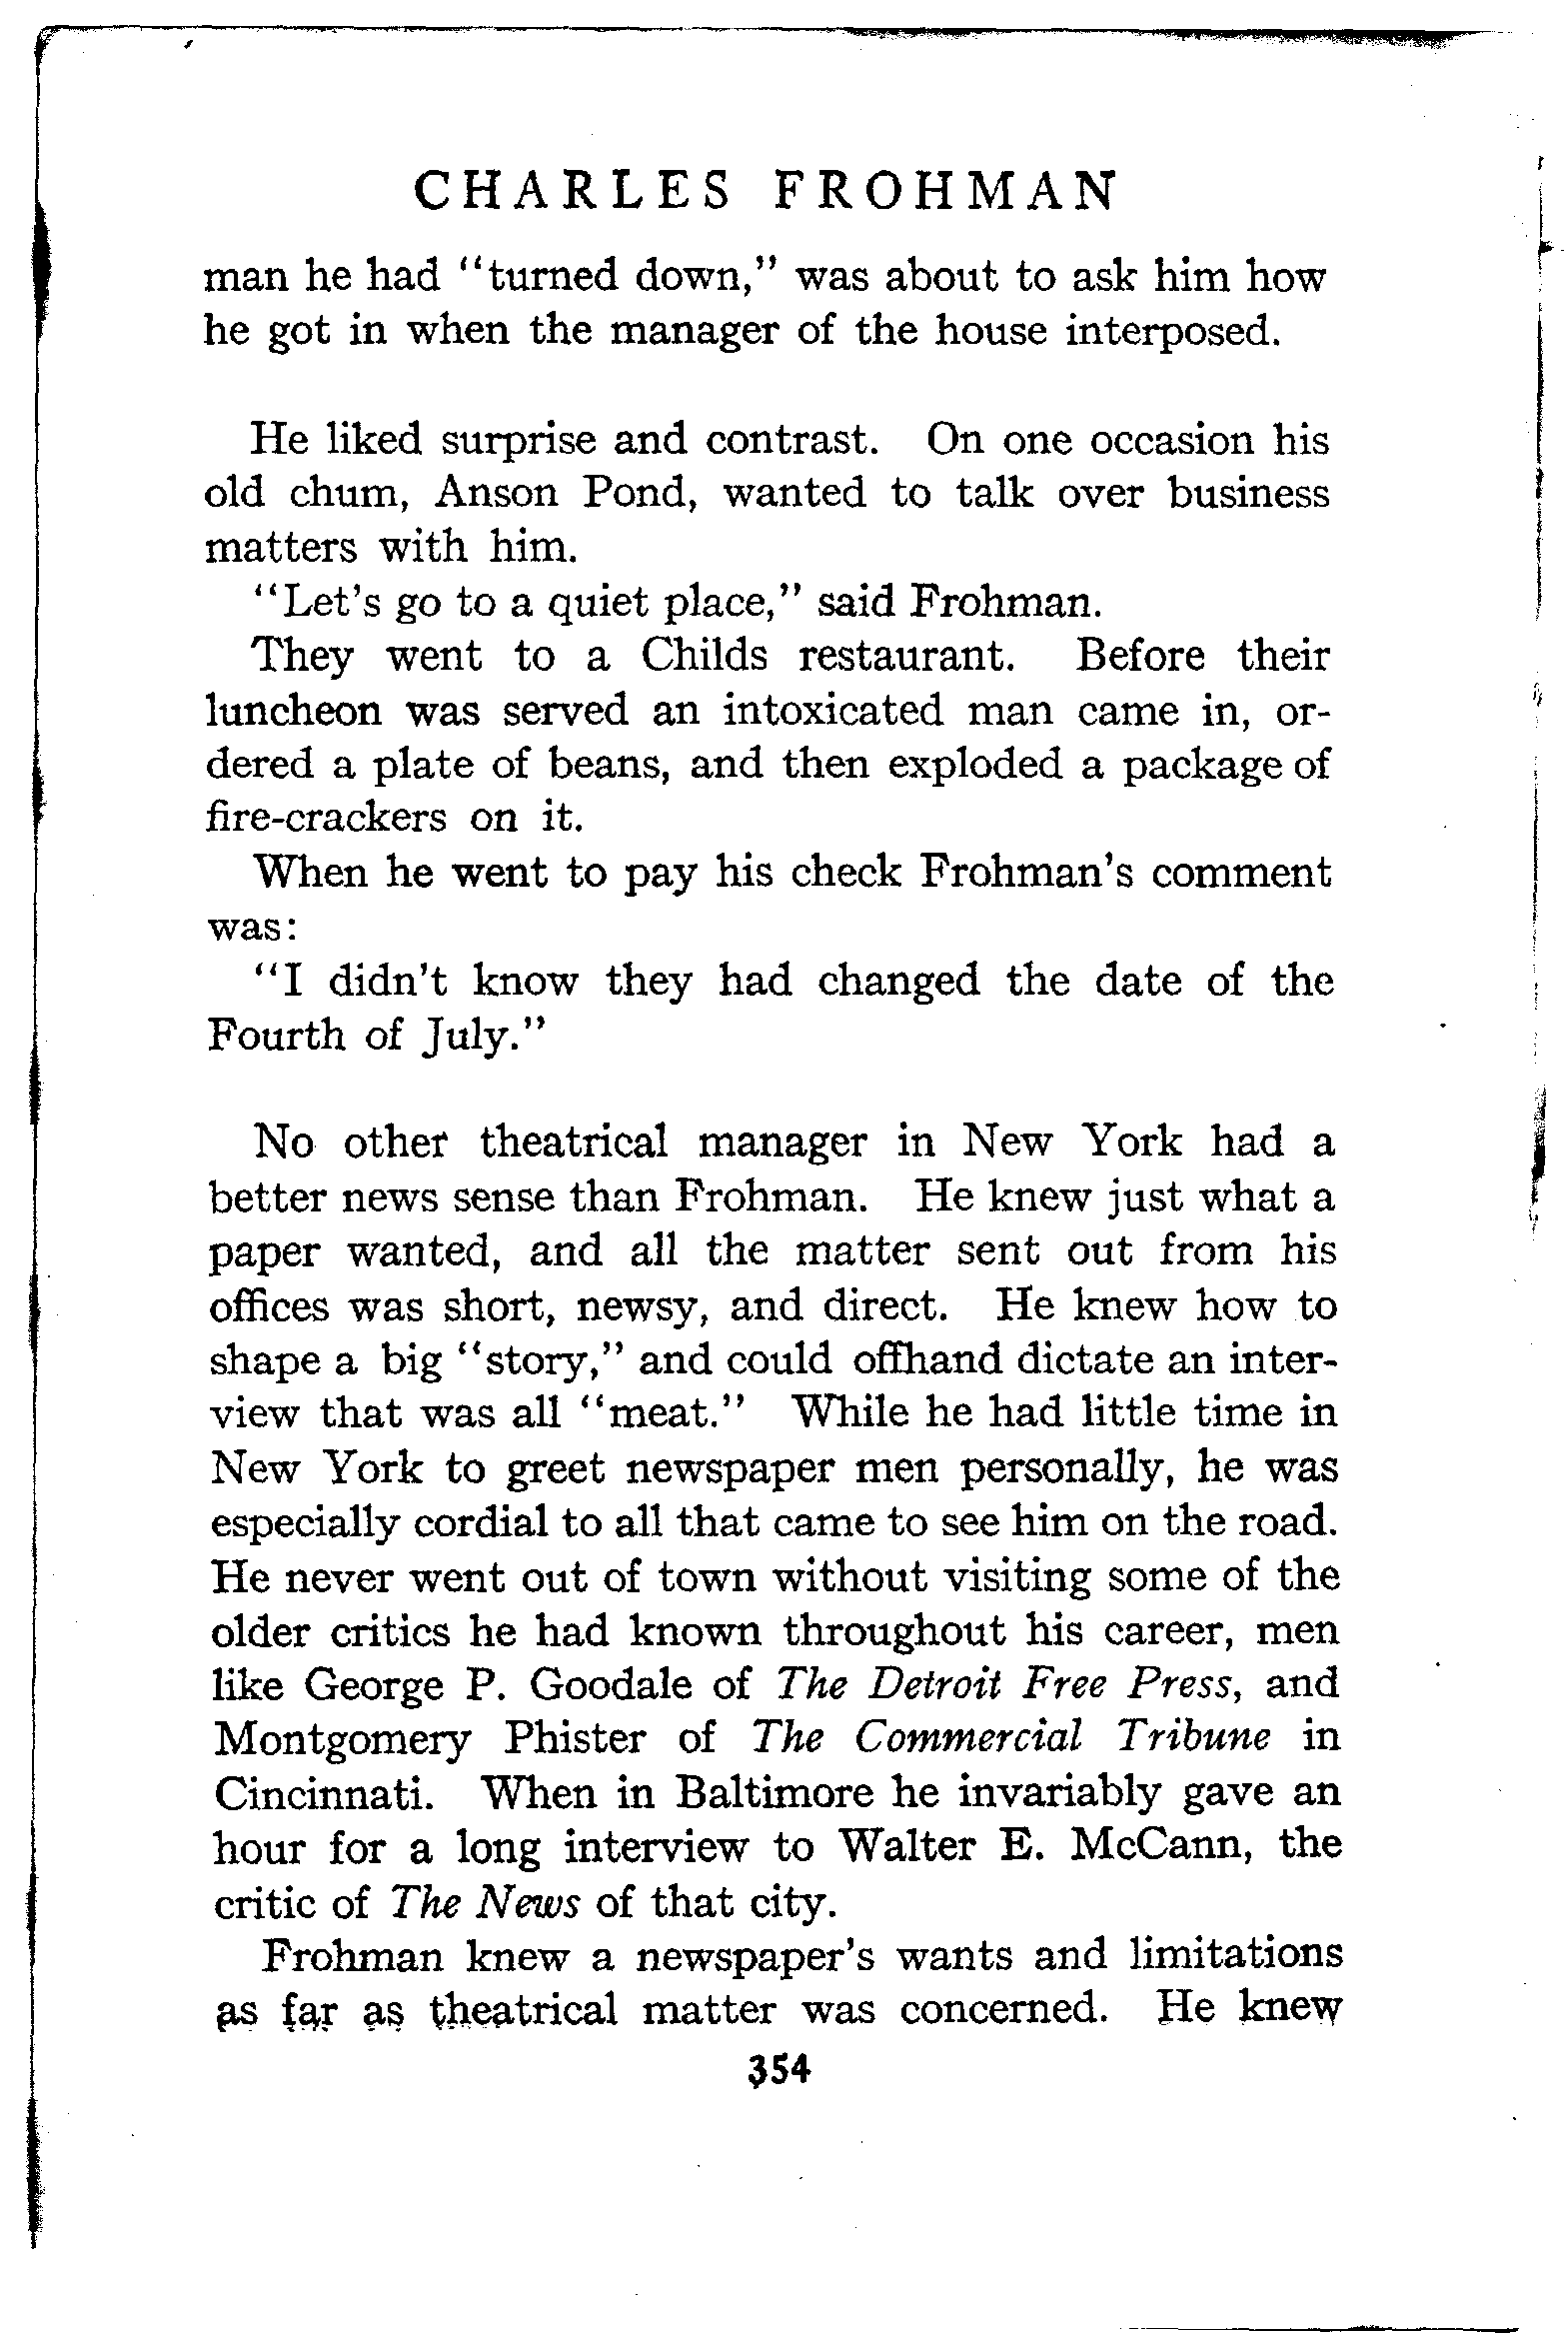 CHARLES FROHMAN
man he had "turned down," was about to ask him how
he got in when the manager of the house interposed.
He liked surprise and contrast. On one occasion his
old chum, Anson Pond, wanted to talk over business
matters with him.
"Let's go to a quiet place," said Frohman.
They went to a Childs restaurant. Before their
luncheon was served an intoxicated man came in, or-
dered a plate of beans, and then exploded a package of
fire-crackers on it.
When he went to pay his check Frohman's comment
was:
"I didn't know they had changed the date of the
Fourth of July."
No other theatrical manager in New York had a
better news sense than Frohman. He knew just what a
paper wanted, and all the matter sent out from his
offices was short, newsy, and direct. He knew how to
shape a big "story," and could offhand dictate an inter-
view that was all "meat." While he had little time in
New York to greet newspaper men personally, he was
especially cordial to all that came to see him on the road.
He never went out of town without visiting some of the
older critics he had known throughout his career, men
like George P. Goodale of The Detroit Free Press, and
Montgomery Phister of The Commercial Tribune in
Cincinnati. When in Baltimore he invariably gave an
hour for a long interview to Walter E. McCann, the
critic of The News of that city.
Frohman knew a newspaper's wants and limitations
as far as theatrical matter was concerned. He knew
354